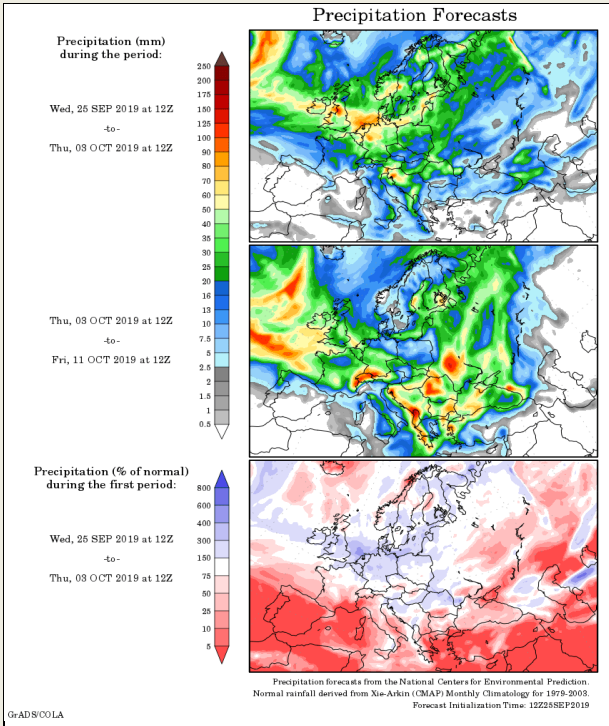 Precipitation Forecasts
Precipitation (mm)
during the period:
Wed, 25 SEP 2019 at 12Z
-to-
Thu, 03 OCT 2019 at 12Z
250
200
175
150
125
100
90
80
70
60
50
45
40
35
30
25
20
16
13
10
7.5
5
2.5
2
1.5
1
0.5
Thu, 03 OCT 2019 at 12Z
-to-
Fri, 11 OCT 2019 at 12Z
Precipitation (% of normal)
during the first period:
Wed, 25 SEP 2019 at 12Z
-to-
Thu, 03 OCT 2019 at 12Z
800
600
400
300
150
75
50
25
10
5
Precipitation forecasts from the National Centers for Environmental Prediction.
Normal rainfall derived from Xie-Arkin (CMAP) Monthly Climatology for 1979-2003.
Forecast Initialization Time: 12Z25SEP2019
GrADS/COLA